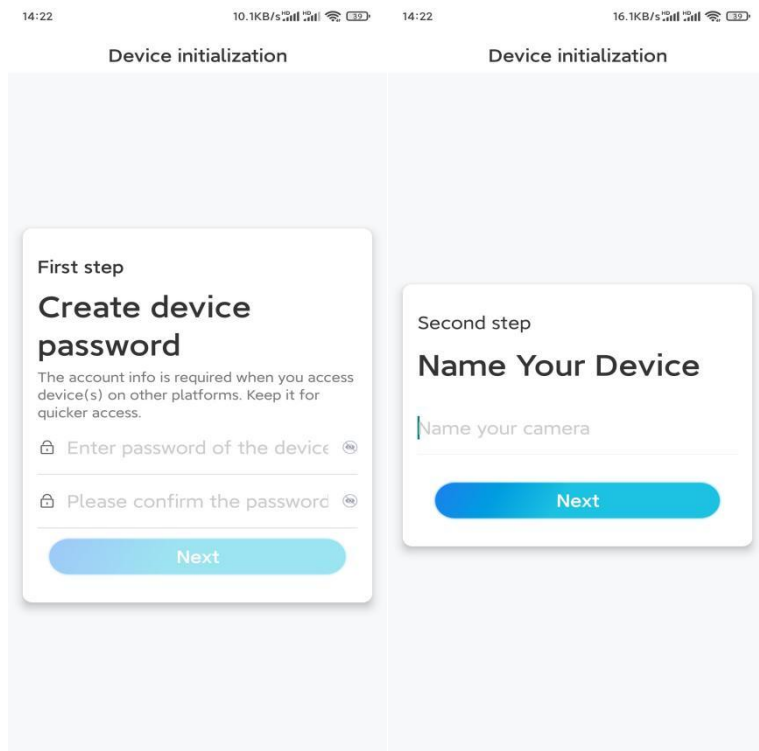 14:22
10.1KB/s
39
Device initialization
First step
Create device
password
The account info is required when you access
device(s) on other platforms. Keep it for
quicker access.
Enter password of the device
Please confirm the password
Next
14:22
16.1KB/s
39
Device initialization
Second step
Name Your Device
Name your camera
Next